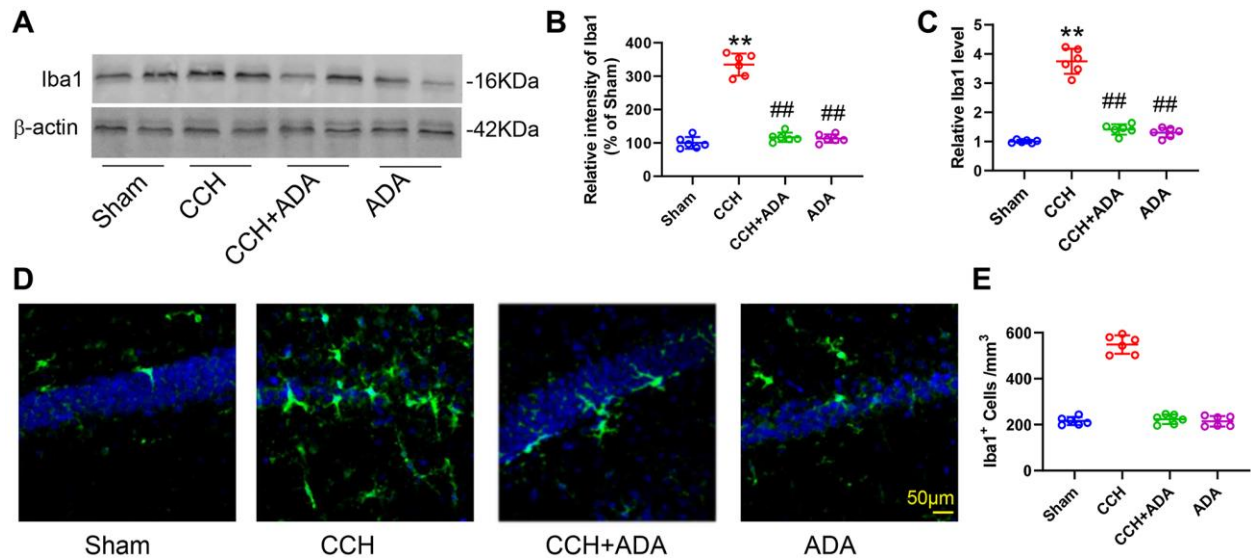 A
Iba1
-16KDa
β-actin
-42KDa
Sham
CCH
CCH+ADA
ADA
B
Relative intensity of Iba1
(% of Sham)
400
300
200
100
0
**
##
##
Sham
CCH
CCH+ADA
ADA
C
Relative Iba1 level
5
4
3
2
1
0
**
##
##
Sham
CCH
CCH+ADA
ADA
D
50μm
Sham
CCH
CCH+ADA
ADA
E
Iba1⁺ Cells /mm³
600
400
200
0
Sham
CCH
CCH+ADA
ADA